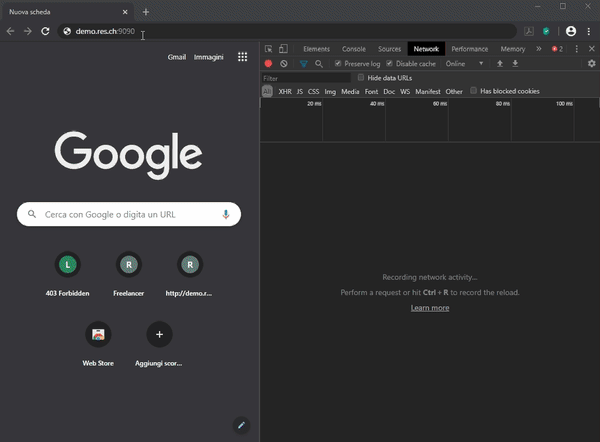 Nuova scheda
demo.res.ch:9090
Gmail Immagini
Google
Cerca con Google o digita un URL
L
R
R
403 Forbidden
Freelancer
http://demo.r...
Web Store
Aggiungi scor...
Elements Console Sources Network Performance Memory » 2
Preserve log Disable cache Online
Filter
Hide data URLs
All XHR JS CSS Img Media Font Doc WS Manifest Other Has blocked cookies
20 ms 40 ms 60 ms 80 ms 100 ms
Recording network activity...
Perform a request or hit Ctrl + R to record the reload.
Learn more